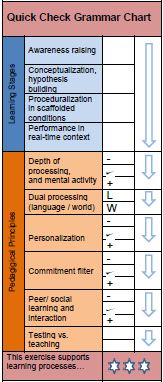 Quick Check Grammar Chart
Learning Stages
Awareness raising
Conceptualization,
hypothesis
building
Proceduralization
in scaffolded
conditions
Performance in
real-time context
Pedagigical Principles
Depth of
processing,
and mental activity
-
+
Dual processing
(language / world)
L
W
Personalization
-
+
Commitment filter
-
+
Peer/ social
learning and
interaction
-
+
Testing vs.
teaching
This exercise supports
learning processes…